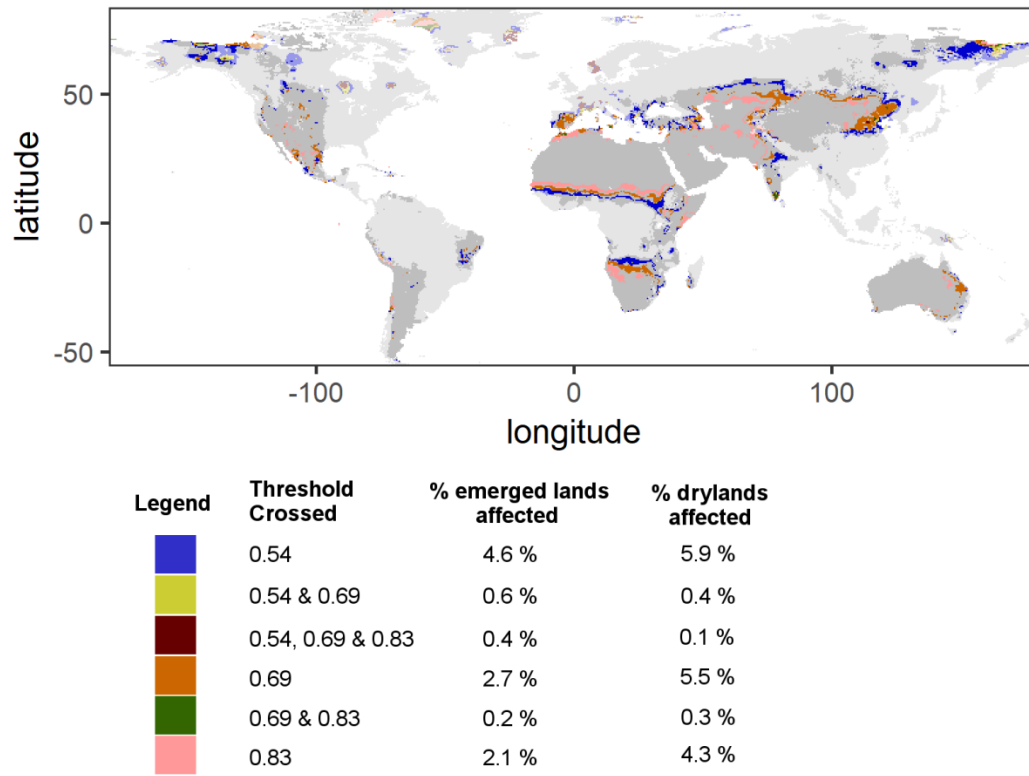 latitude
50
0
-50
-100
0
100
longitude
Legend
Threshold Crossed
% emerged lands affected
% drylands affected
0.54 4.6 % 5.9 %
0.54 & 0.69 0.6 % 0.4 %
0.54, 0.69 & 0.83 0.4 % 0.1 %
0.69 2.7 % 5.5 %
0.69 & 0.83 0.2 % 0.3 %
0.83 2.1 % 4.3 %